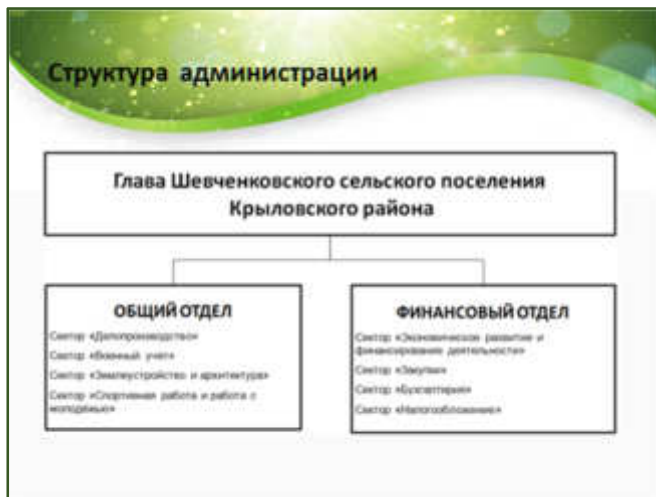 Структура администрации
Глава Шевченковского сельского поселения
Крыловского района
ОБЩИЙ ОТДЕЛ
Сектор «Делопроизводство»
Сектор «Военный учет»
Сектор «Землеустройство и архитектура»
Сектор «Спортивная работа и работа с
молодежью»
ФИНАНСОВЫЙ ОТДЕЛ
Сектор «Экономическое развитие и
финансирование деятельности»
Сектор «Закупки»
Сектор «Бухгалтерия»
Сектор «Налогообложение»